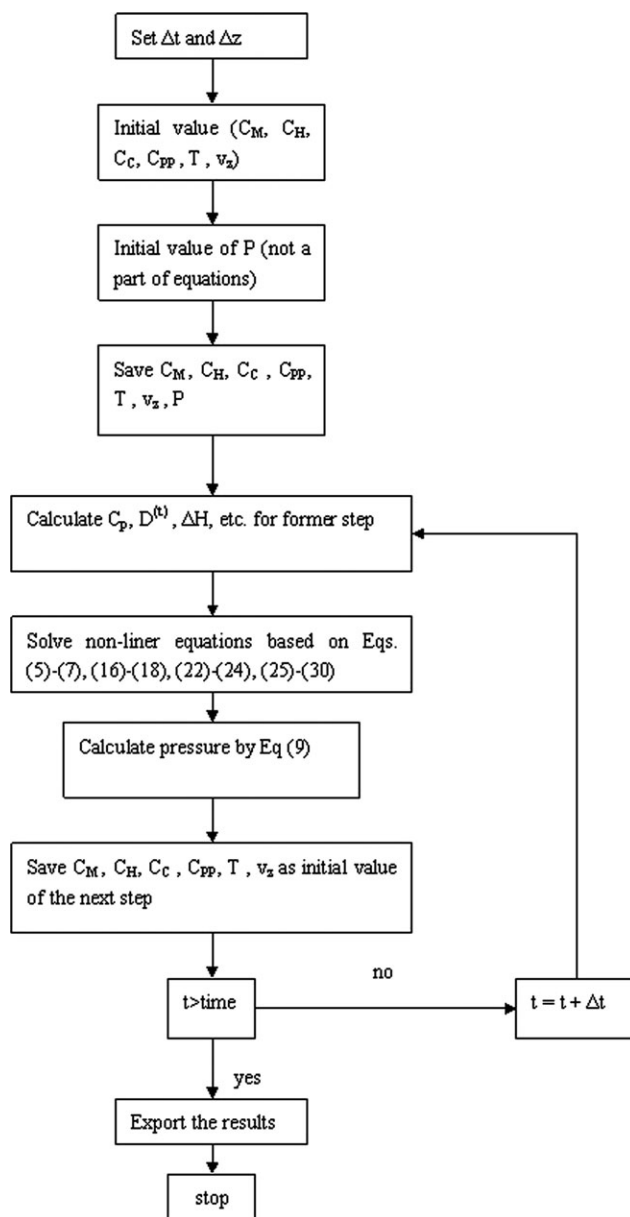 Set Δt and Δz
Initial value (C_M, C_H,
C_C, C_PP , T , v_z)
Initial value of P (not a
part of equations)
Save C_M, C_H, C_C , C_PP,
T , v_z , P
Calculate C_p, D^(t) , ΔH, etc. for former step
Solve non-liner equations based on Eqs.
(5)-(7), (16)-(18), (22)-(24), (25)-(30)
Calculate pressure by Eq (9)
Save C_M, C_H, C_C , C_PP, T , v_z as initial value
of the next step
t>time
no
t = t + Δt
yes
Export the results
stop